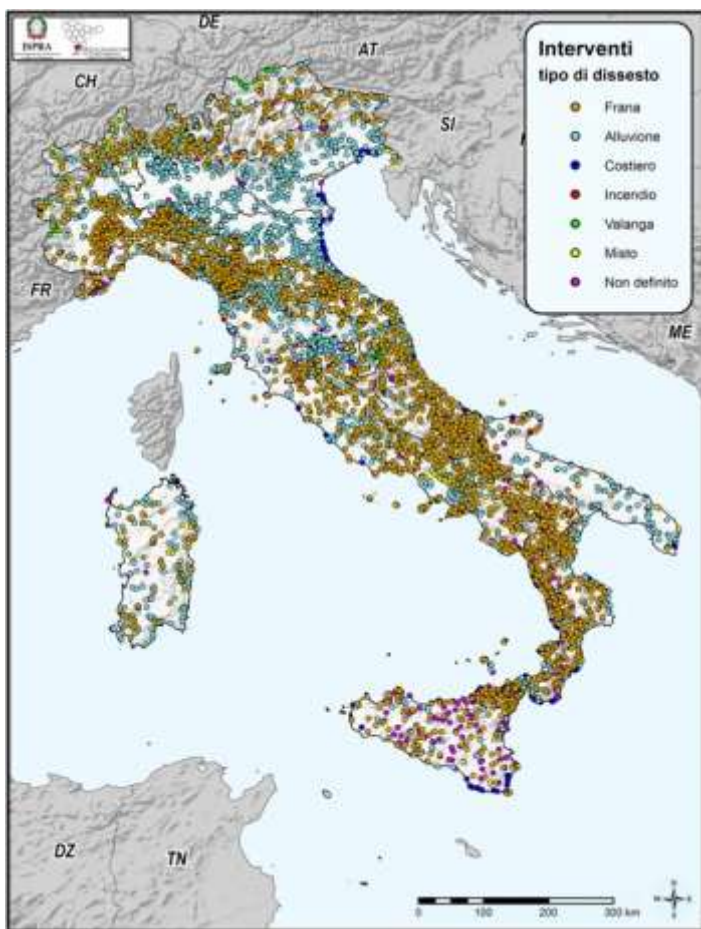 DE
ISPRA
AT
CH
SI
FR
ME
DZ
TN
Interventi
tipo di dissesto
Frana
Alluvione
Costiero
Incendio
Valanga
Misto
Non definito
0 100 200 300 km